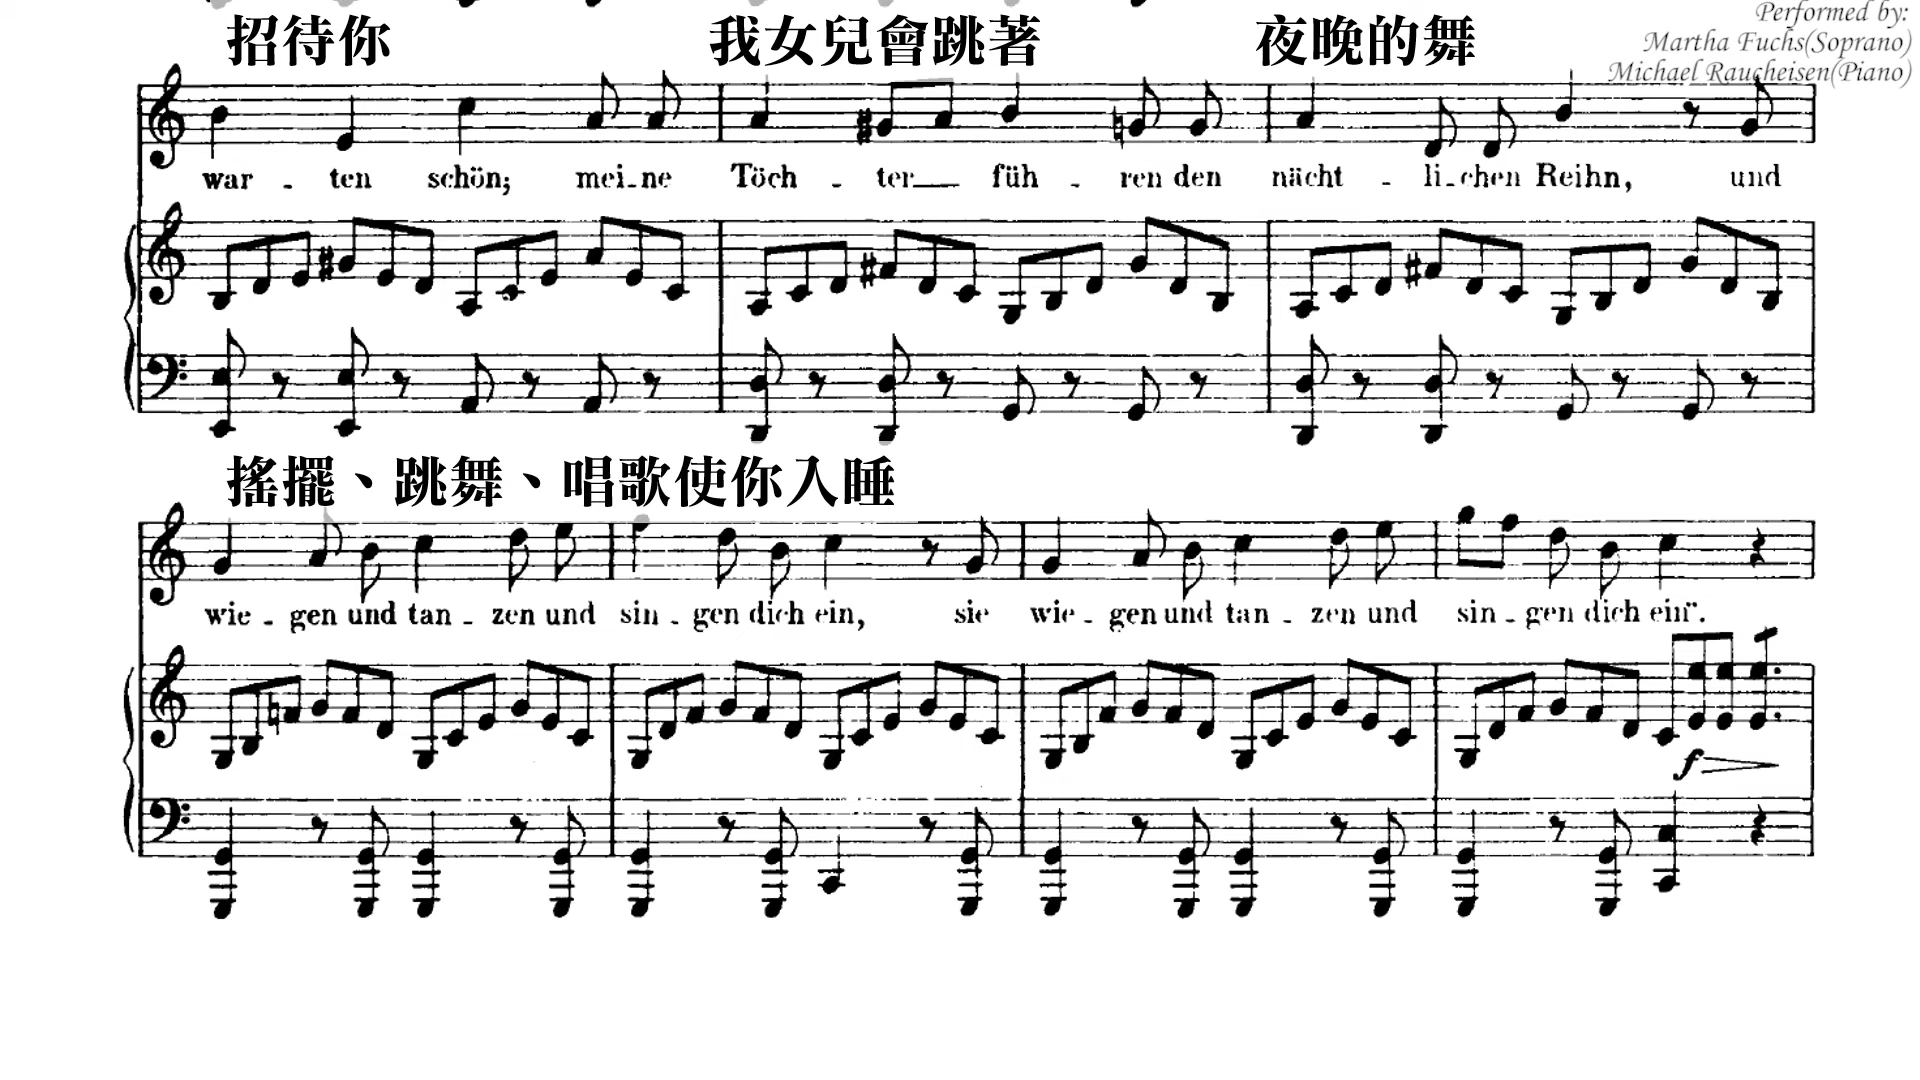 Performed by:
Martha Fuchs(Soprano)
Michael Raucheisen(Piano)
招待你 我女兒會跳著 夜晚的舞
war - ten schön; mei-ne Töch - ter füh - ren den nächt - li-chen Reihn, und
搖擺、跳舞、唱歌使你入睡
wie - gen und tan - zen und sin - gen dich ein, sie wie - gen und tan - zen und sin - gen dich ein".
f